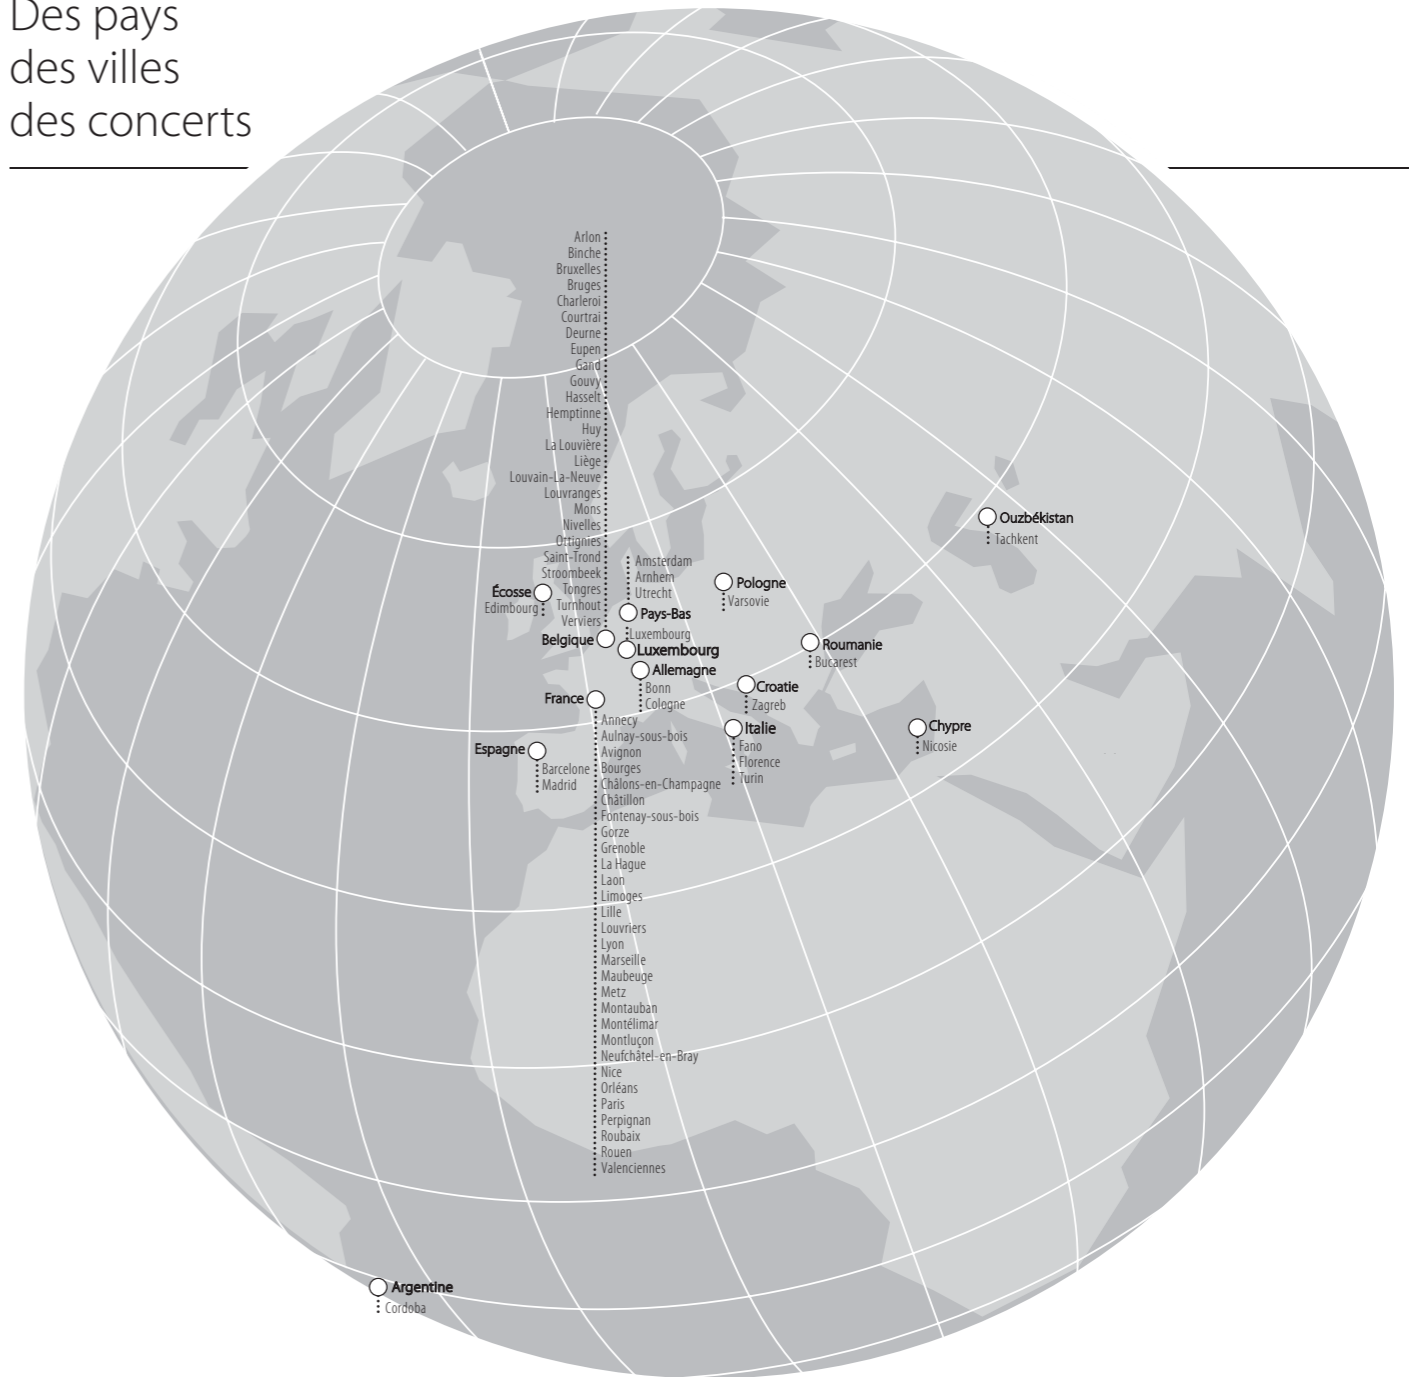 Des pays
des villes
des concerts
Arlon
Binche
Bruxelles
Bruges
Charleroi
Courtrai
Deurne
Eupen
Gand
Gouvy
Hasselt
Hemptinne
Huy
La Louvière
Liège
Louvain-La-Neuve
Louvranges
Mons
Nivelles
Ortignies
Saint-Trond
Stroombeek
Tongres
Turnhout
Verviers
Belgique
Écosse
Edimbourg
Amsterdam
Arnhem
Utrecht
Pays-Bas
Luxembourg
Luxembourg
Allemagne
Bonn
Cologne
Pologne
Varsovie
Ouzbékistan
Tachkent
Roumanie
Bucarest
Croatie
Zagreb
Italie
Fano
Florence
Turin
Chypre
Nicosie
Espagne
Barcelone
Madrid
France
Annecy
Aulnay-sous-bois
Avignon
Bourges
Châlons-en-Champagne
Châtillon
Fontenay-sous-bois
Gorze
Grenoble
La Hague
Laon
Limoges
Lille
Louvriers
Lyon
Marseille
Maubeuge
Metz
Montauban
Montélimar
Montluçon
Neufchâtel-en-Bray
Nice
Orléans
Paris
Perpignan
Roubaix
Rouen
Valenciennes
Argentine
Cordoba